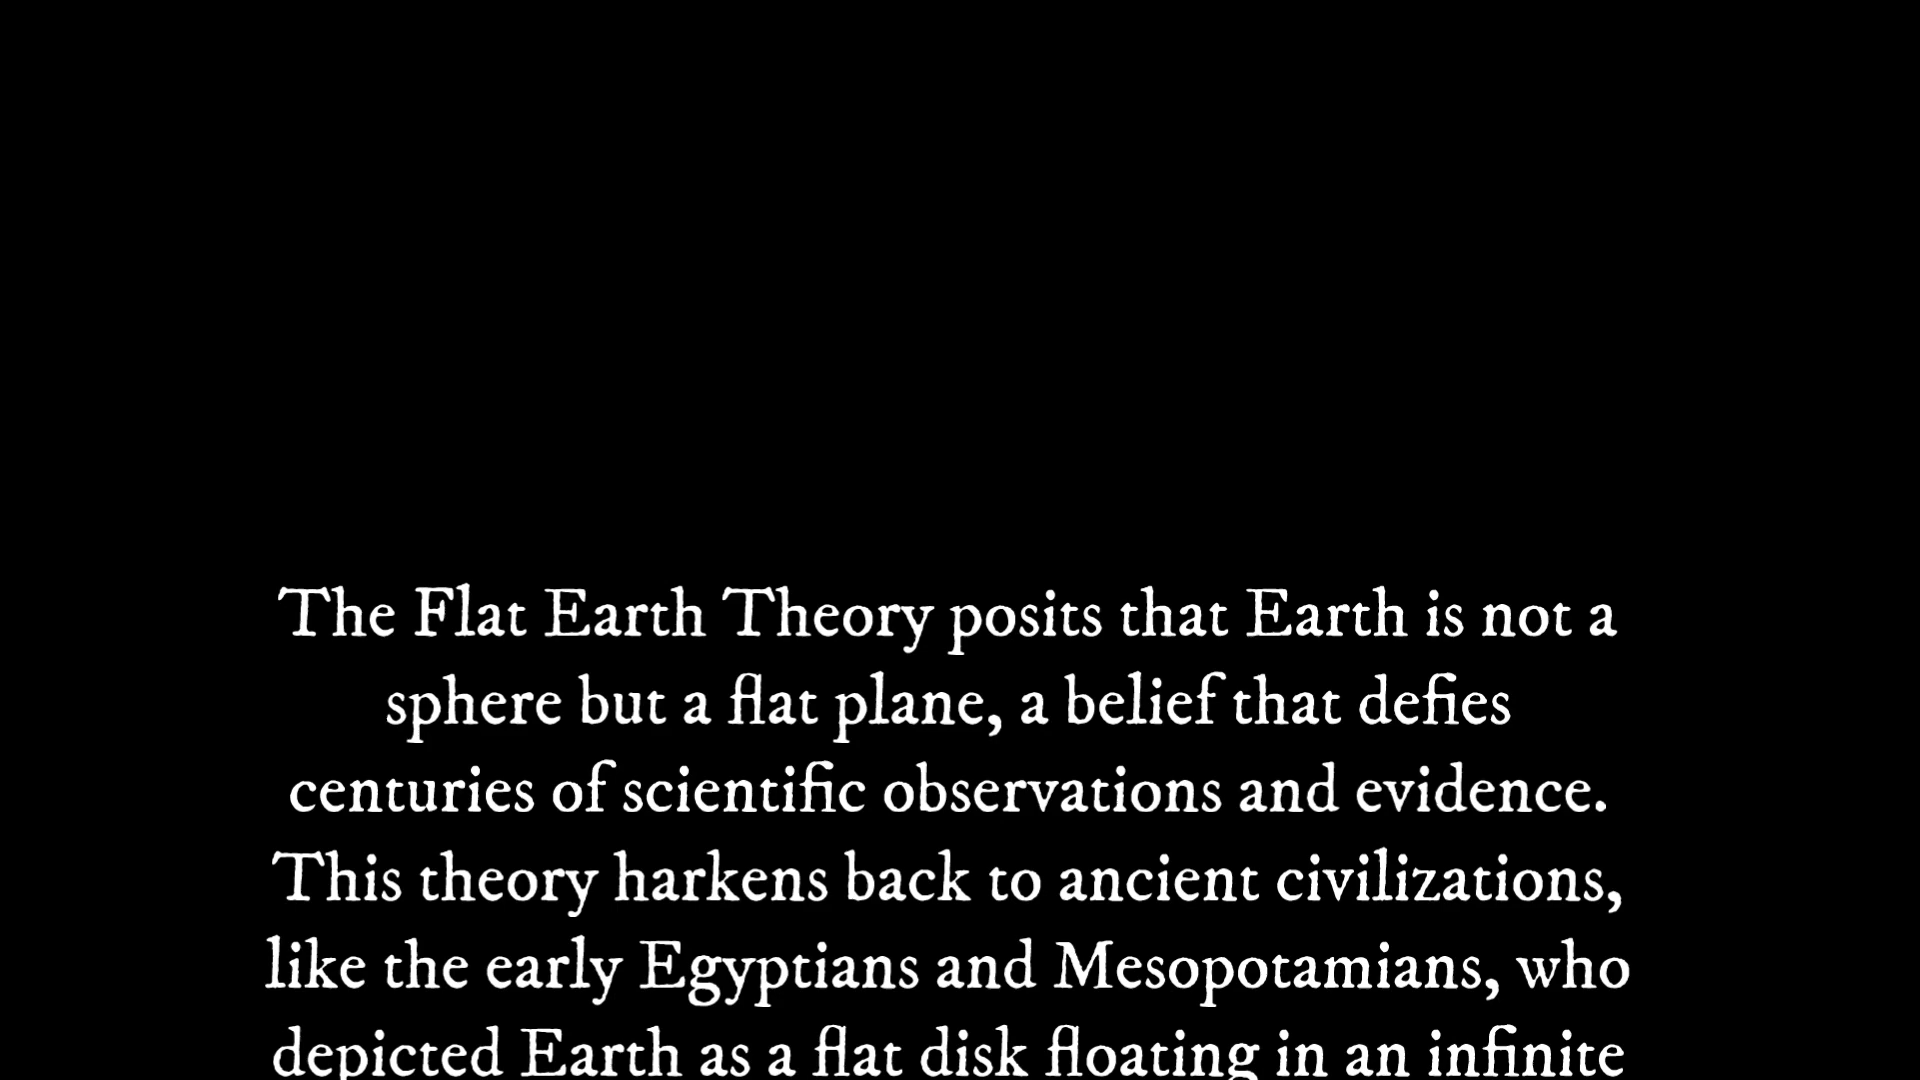 The Flat Earth Theory posits that Earth is not a
sphere but a flat plane, a belief that defies
centuries of scientific observations and evidence.
This theory harkens back to ancient civilizations,
like the early Egyptians and Mesopotamians, who
depicted Earth as a flat disk floating in an infinite